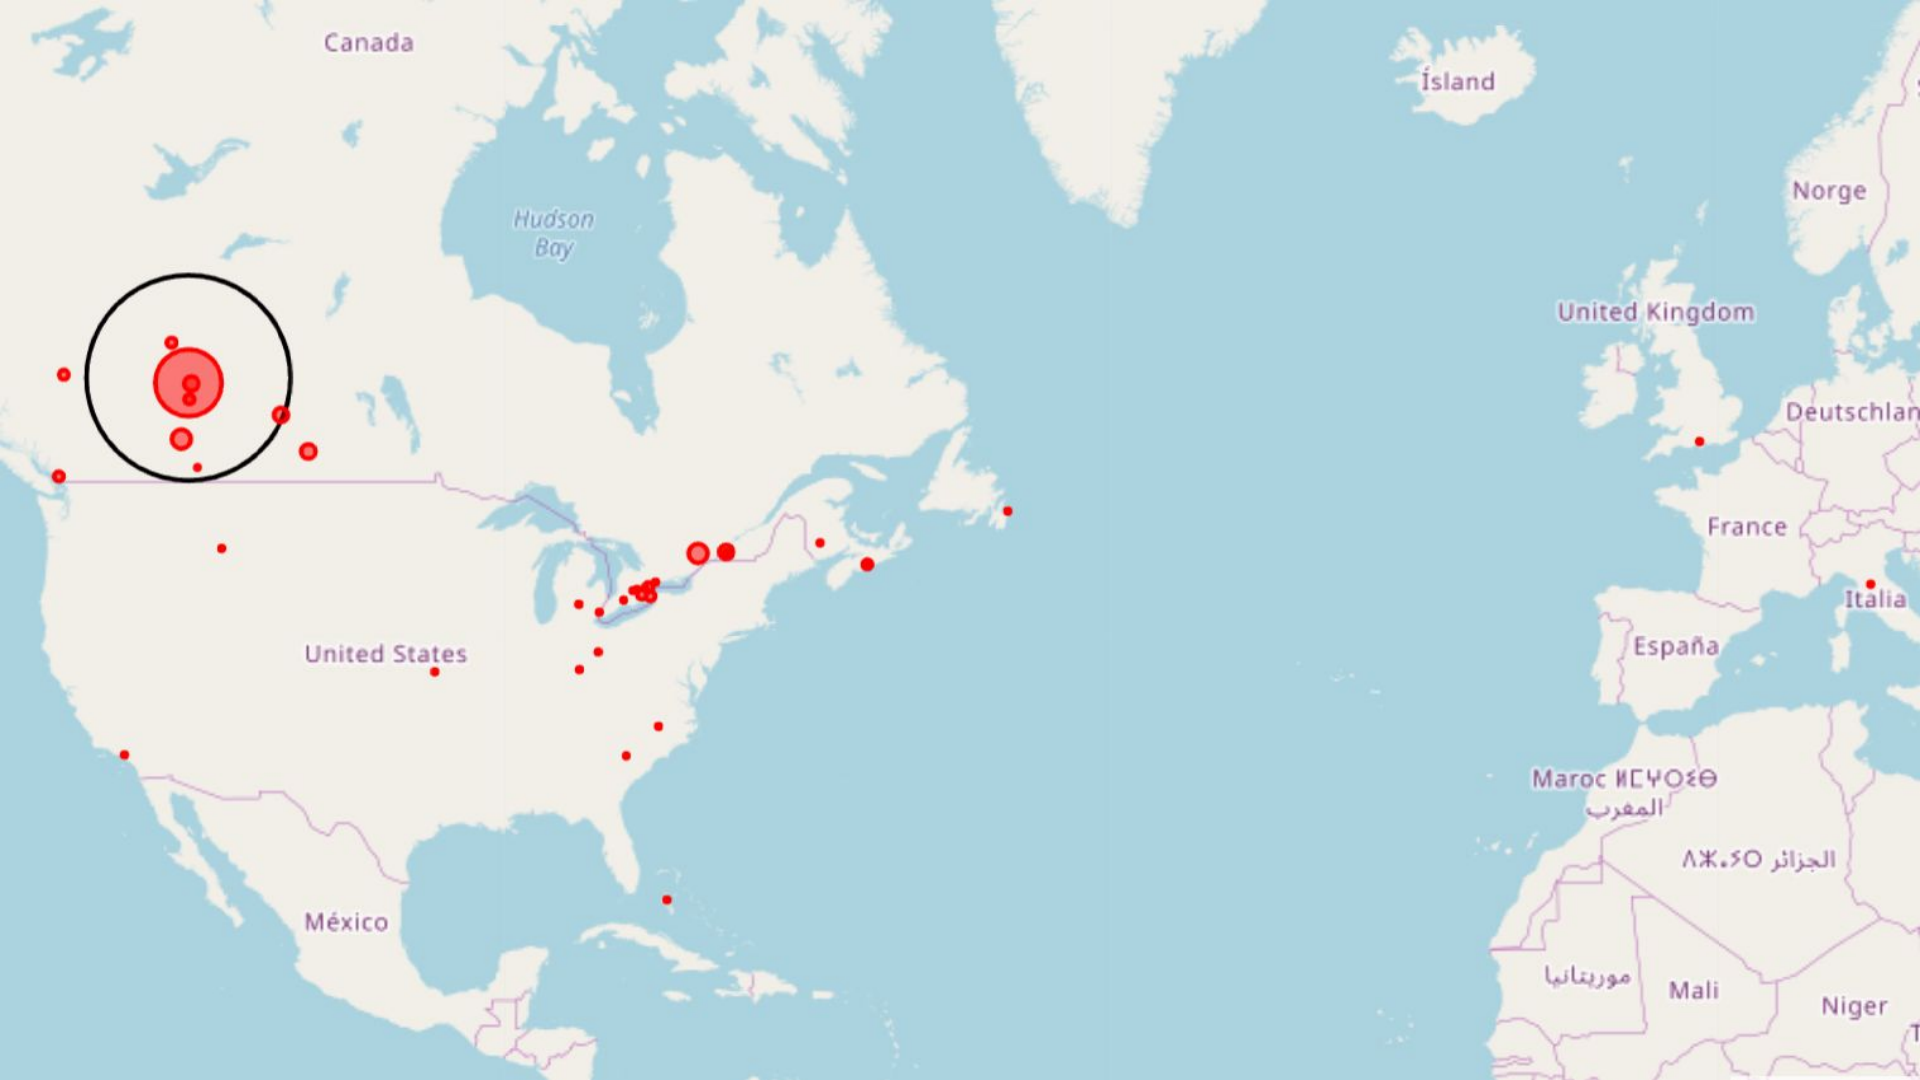 Canada
Ísland
Norge
Hudson
Bay
United Kingdom
Deutschlan
France
Italia
España
United States
Maroc ⵍⵎⵖⵔⵉⴱ
المغرب
ⴷⵣⴰⵢⵔ الجزائر
México
موريتانيا
Mali
Niger